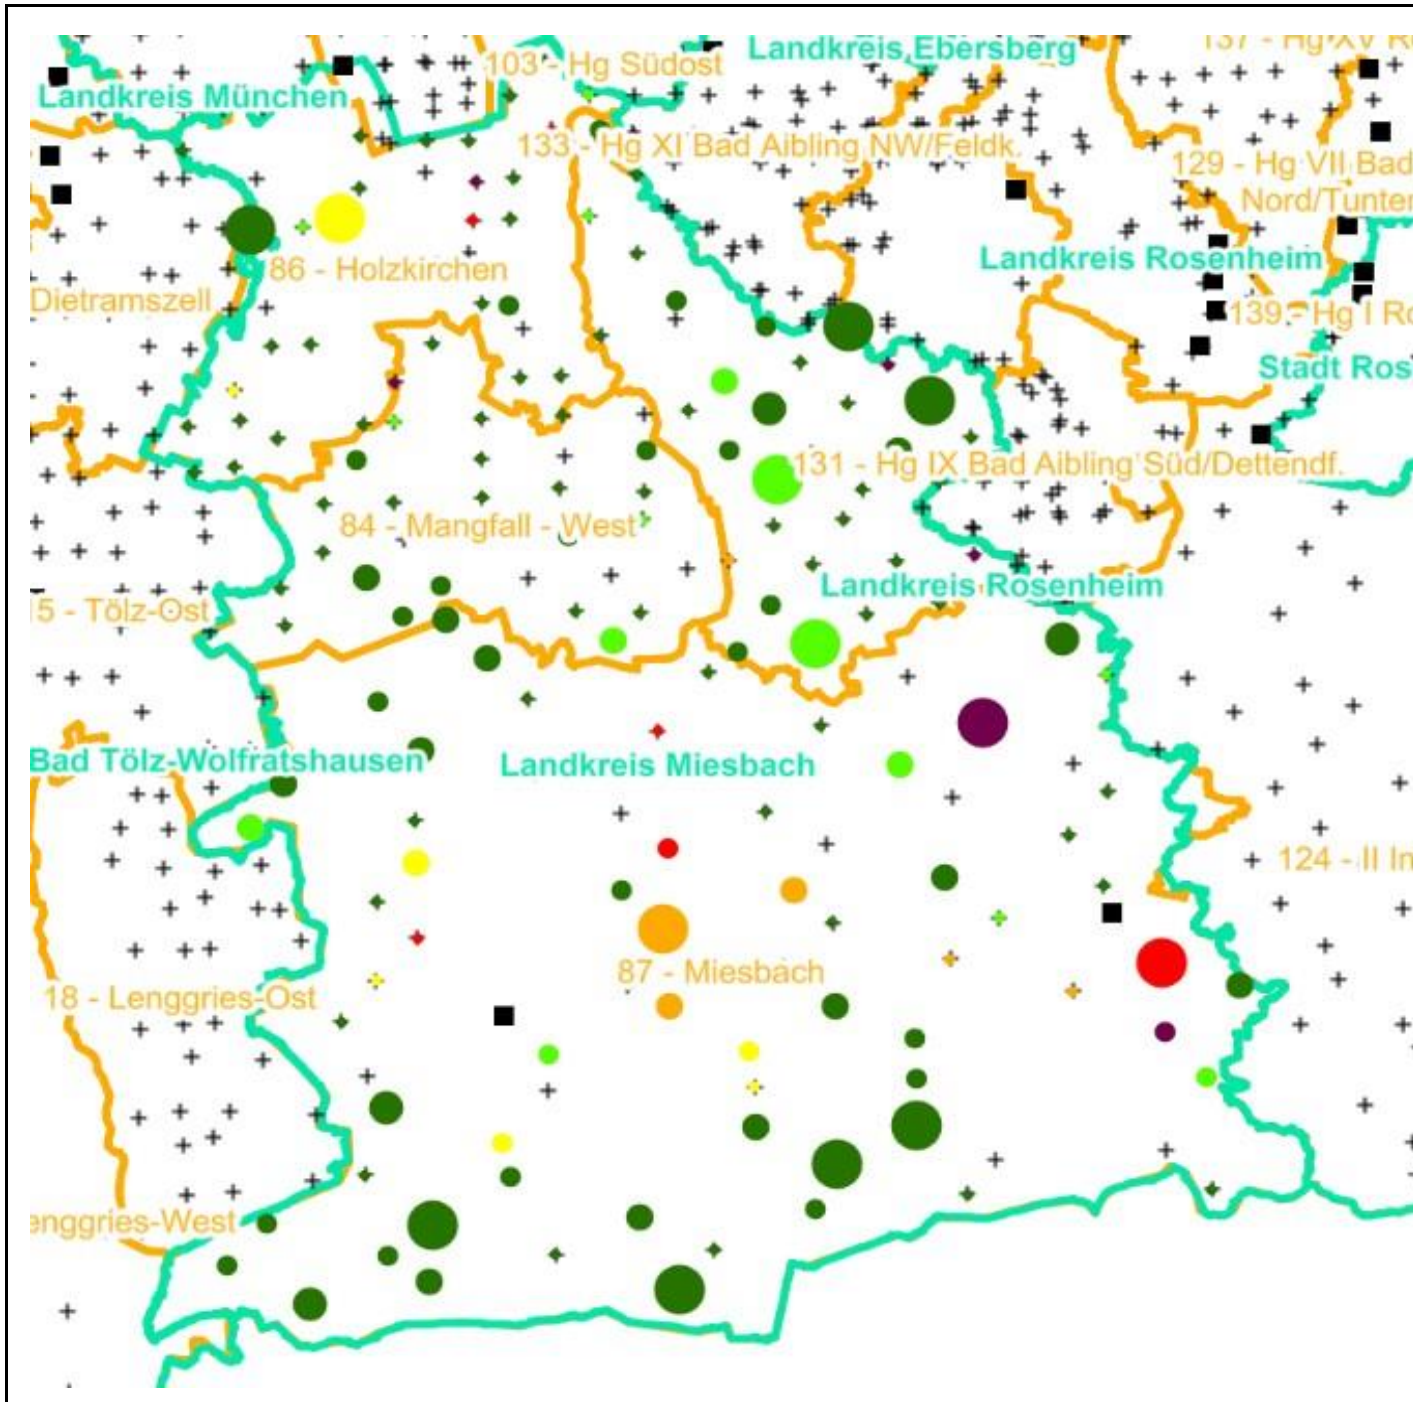 137 - Hg XV R
Landkreis Ebersberg
103 - Hg Südost
Landkreis München
133 - Hg XI Bad Aibling NW/Feldk.
129 - Hg VII Bad
Nord/Tunten
Landkreis Rosenheim
86 - Holzkirchen
Dietramszell
139 - Hg I Ro
Stadt Ros
131 - Hg IX Bad Aibling Süd/Dettendf.
84 - Mangfall - West
Landkreis Rosenheim
15 - Tölz-Ost
Bad Tölz-Wolfratshausen
Landkreis Miesbach
124 - II In
87 - Miesbach
18 - Lenggries-Ost
enggries-West